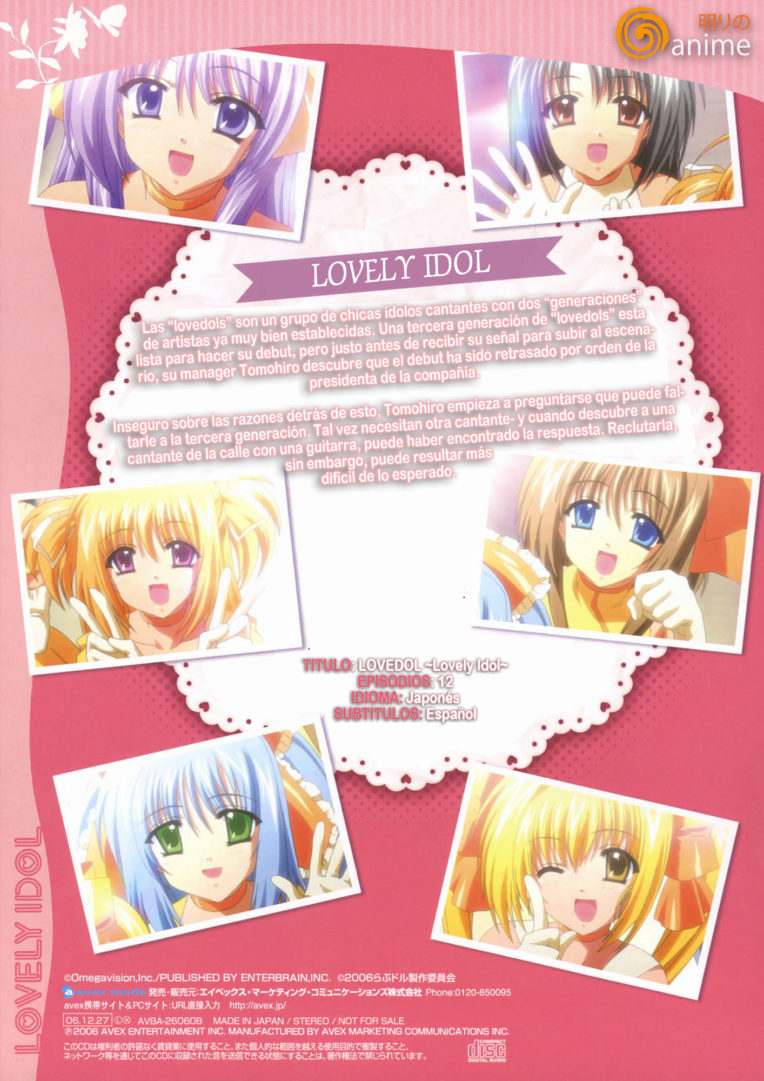 明りの
anime
LOVELY IDOL
Las “lovedols” son un grupo de chicas ídolos cantantes con dos “generaciones”
de artistas ya muy bien establecidas. Una tercera generación de “lovedols” esta
lista para hacer su debut, pero justo antes de recibir su señal para subir al escena-
rio, su manager Tomohiro descubre que el debut ha sido retrasado por orden de la
presidenta de la compañía.
Inseguro sobre las razones detrás de esto, Tomohiro empieza a preguntarse que puede fal-
tarle a la tercera generación. Tal vez necesitan otra cantante- y cuando descubre a una
cantante de la calle con una guitarra, puede haber encontrado la respuesta. Reclutarla,
sin embargo, puede resultar más
dificil de lo esperado.
TITULO: LOVEDOL ~Lovely Idol~
EPISODIOS: 12
IDIOMA: Japonés
SUBTITULOS: Español
LOVELY IDOL
©Omegavision,Inc./PUBLISHED BY ENTERBRAIN,INC. ©2006らぶドル製作委員会
a avex mode 発売・販売元:エイベックス・マーケティング・コミュニケーションズ株式会社 Phone:0120-850095
avex携帯サイト&PCサイト:URL直接入力 http://avex.jp/
06.12.27 AVBA-26060B MADE IN JAPAN / STEREO / NOT FOR SALE
Ⓟ2006 AVEX ENTERTAINMENT INC. MANUFACTURED BY AVEX MARKETING COMMUNICATIONS INC.
このCDは権利者の許諾なく賃貸業に使用すること、また個人的な範囲を越える使用目的で複製すること、
ネットワーク等を通じてこのCDに収録された音を送信できる状態にすることは、著作権法で禁じられています。
COMPACT
disc
DIGITAL AUDIO